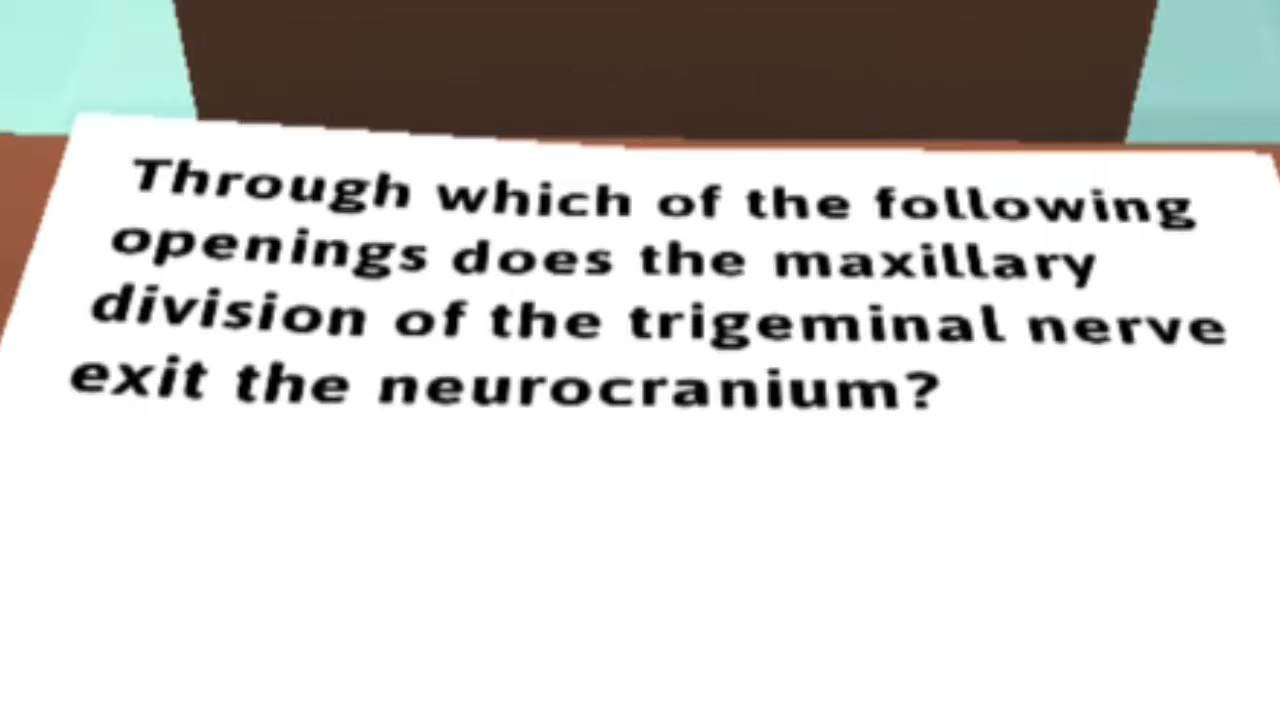 Through which of the following
openings does the maxillary
division of the trigeminal nerve
exit the neurocranium?